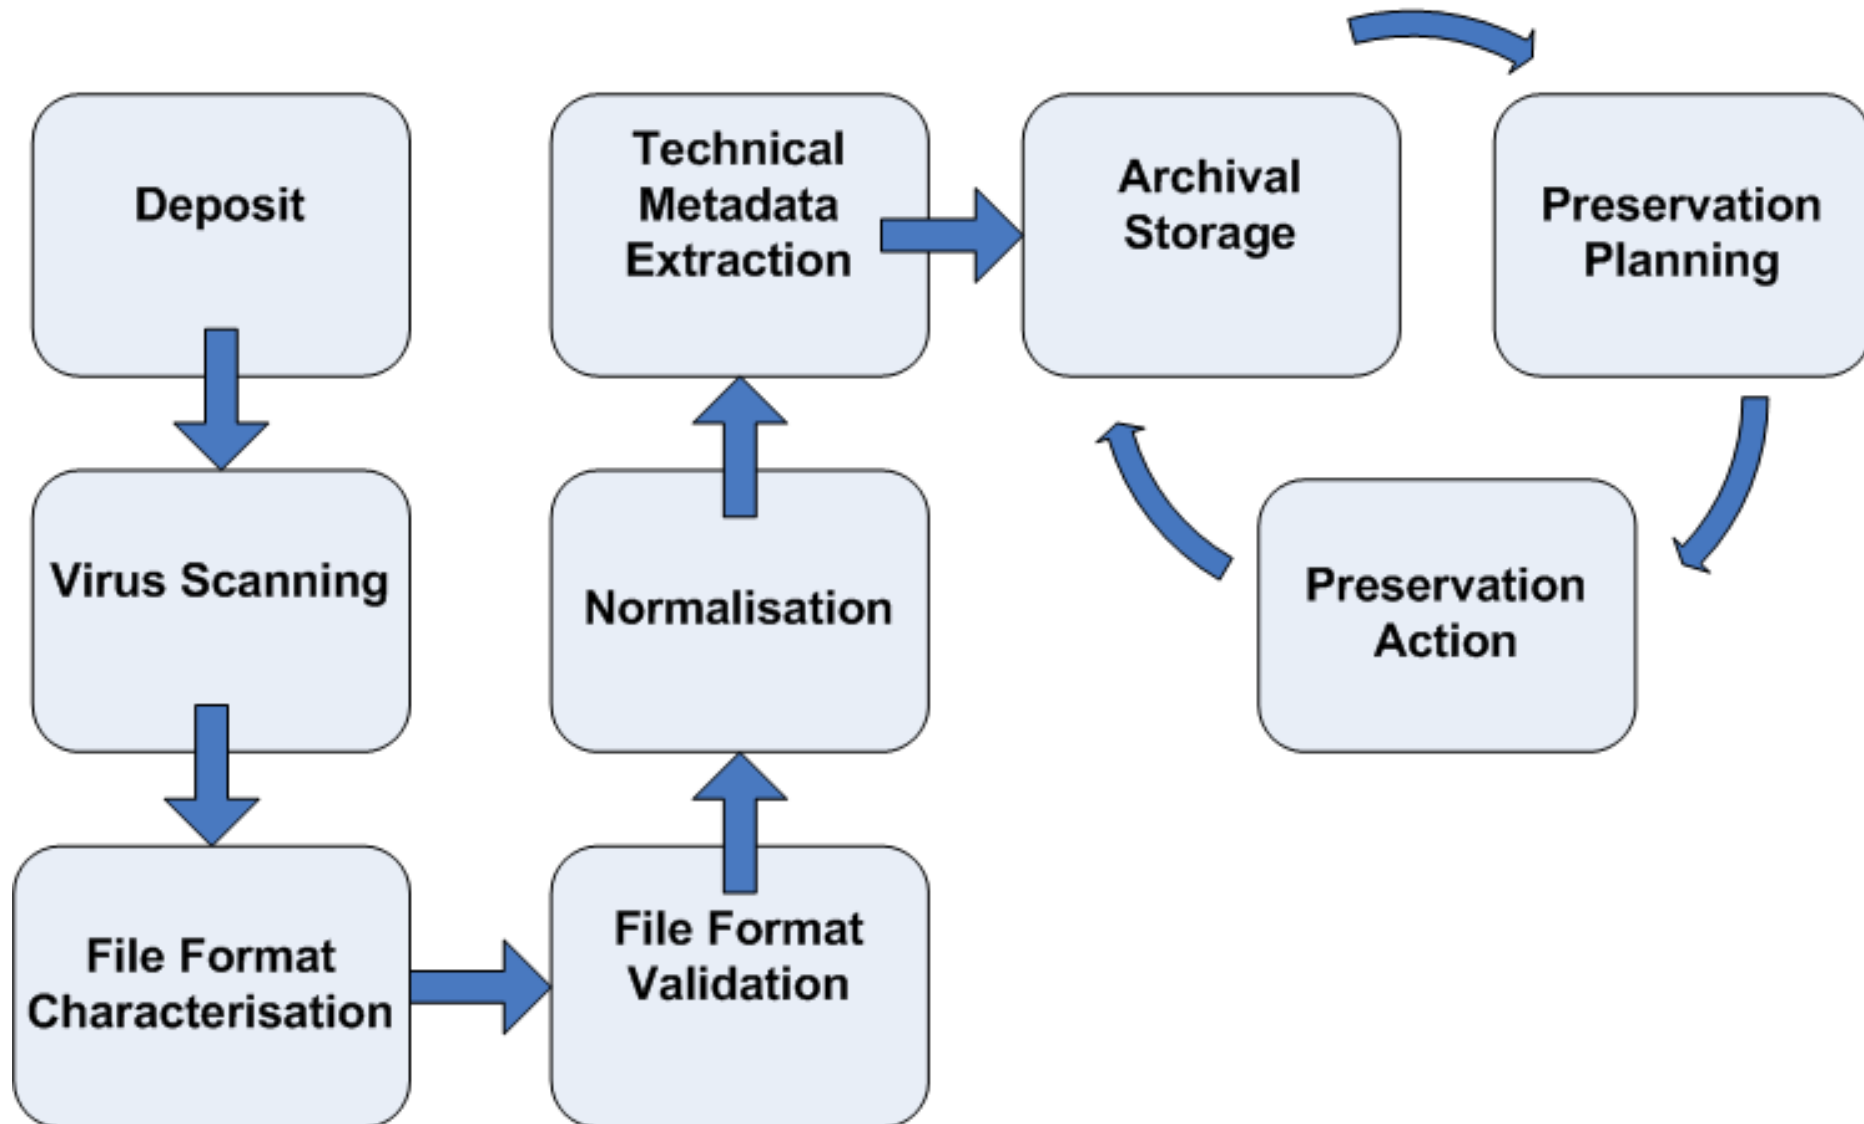 Deposit
Virus Scanning
File Format
Characterisation
File Format
Validation
Normalisation
Technical
Metadata
Extraction
Archival
Storage
Preservation
Planning
Preservation
Action